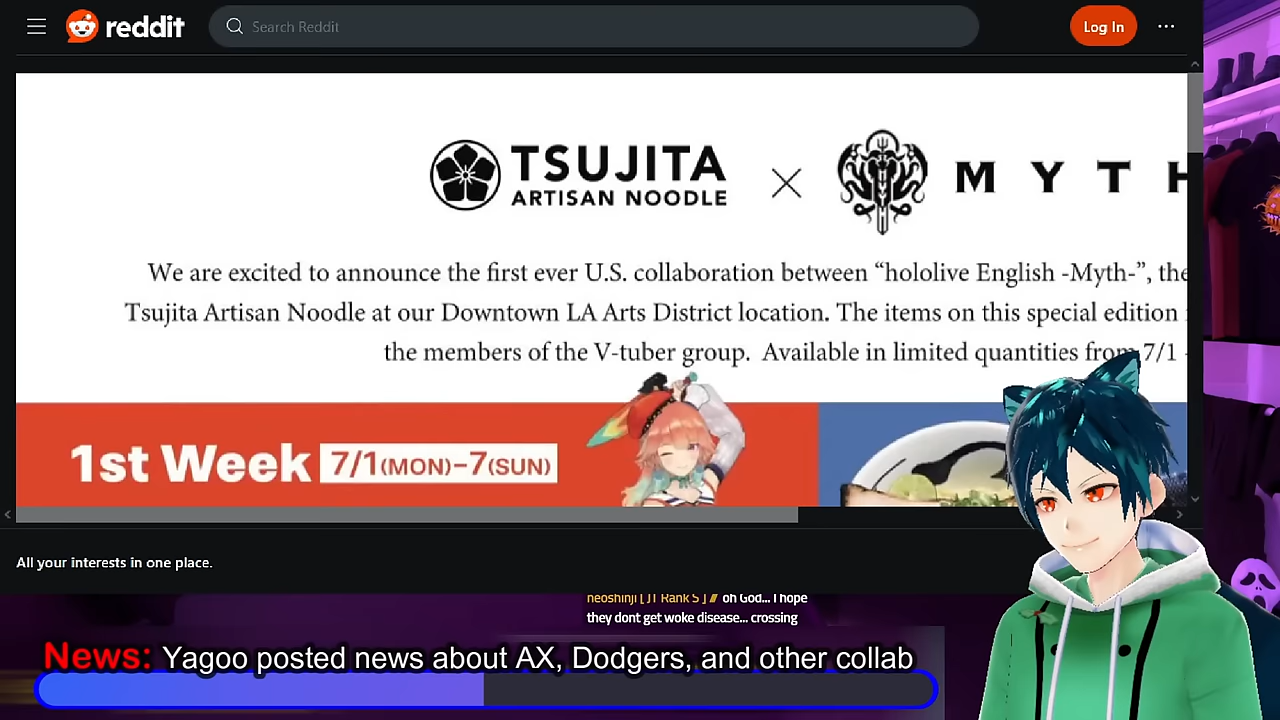 reddit
Search Reddit
Log In
TSUJITA
ARTISAN NOODLE
M Y T H
We are excited to announce the first ever U.S. collaboration between “hololive English -Myth-”, the
Tsujita Artisan Noodle at our Downtown LA Arts District location. The items on this special edition
the members of the V-tuber group. Available in limited quantities from 7/1 -
1st Week 7/1(MON)–7(SUN)
All your interests in one place.
neoshinji [ JT Rank S ] oh God... I hope
they dont get woke disease... crossing
News: Yagoo posted news about AX, Dodgers, and other collab